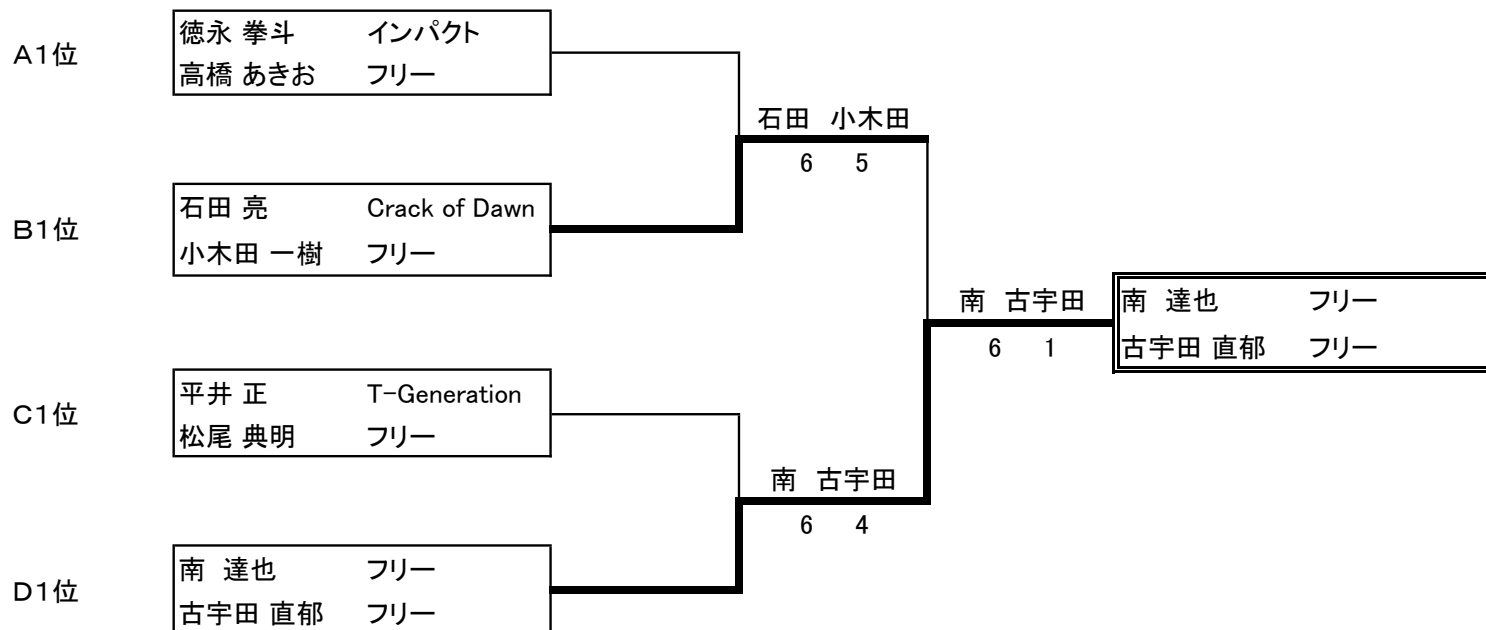 A1位
徳永 拳斗 インパクト
高橋 あきお フリー
石田 小木田
6 5
B1位
石田 亮 Crack of Dawn
小木田 一樹 フリー
南 古宇田
6 1
南 達也 フリー
古宇田 直郁 フリー
C1位
平井 正 T-Generation
松尾 典明 フリー
南 古宇田
6 4
D1位
南 達也 フリー
古宇田 直郁 フリー